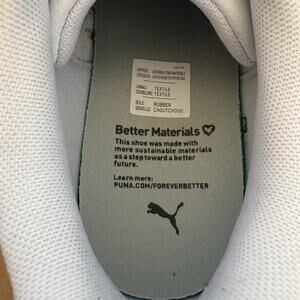 LINING: TEXTILE
DOUBLURE: TEXTILE
SOLE: RUBBER
SEMELLE: CAOUTCHOUC
Better Materials
This shoe was made with
more sustainable materials
as a step toward a better
future.
Learn more:
PUMA.COM/FOREVERBETTER